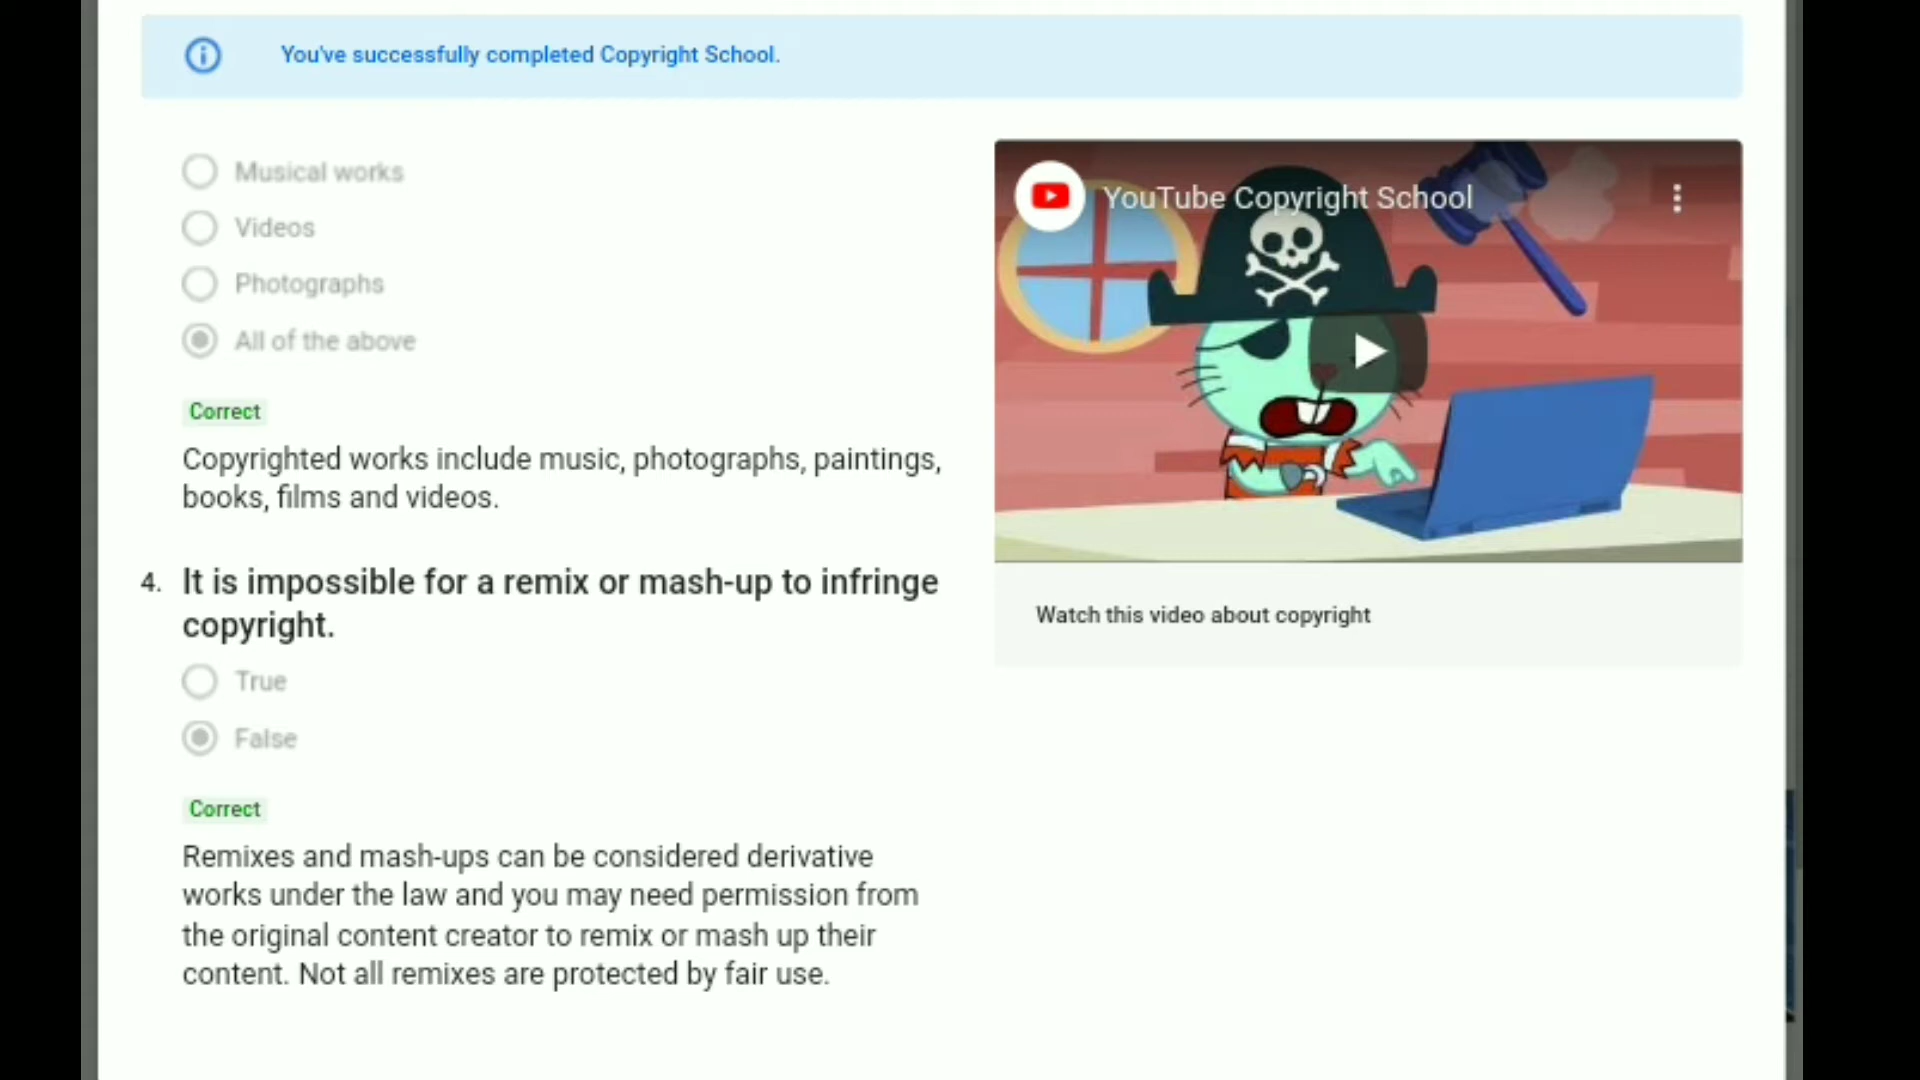 You've successfully completed Copyright School.
Musical works
Videos
Photographs
All of the above
Correct
Copyrighted works include music, photographs, paintings,
books, films and videos.
4. It is impossible for a remix or mash-up to infringe
copyright.
True
False
Correct
Remixes and mash-ups can be considered derivative
works under the law and you may need permission from
the original content creator to remix or mash up their
content. Not all remixes are protected by fair use.
YouTube Copyright School
Watch this video about copyright